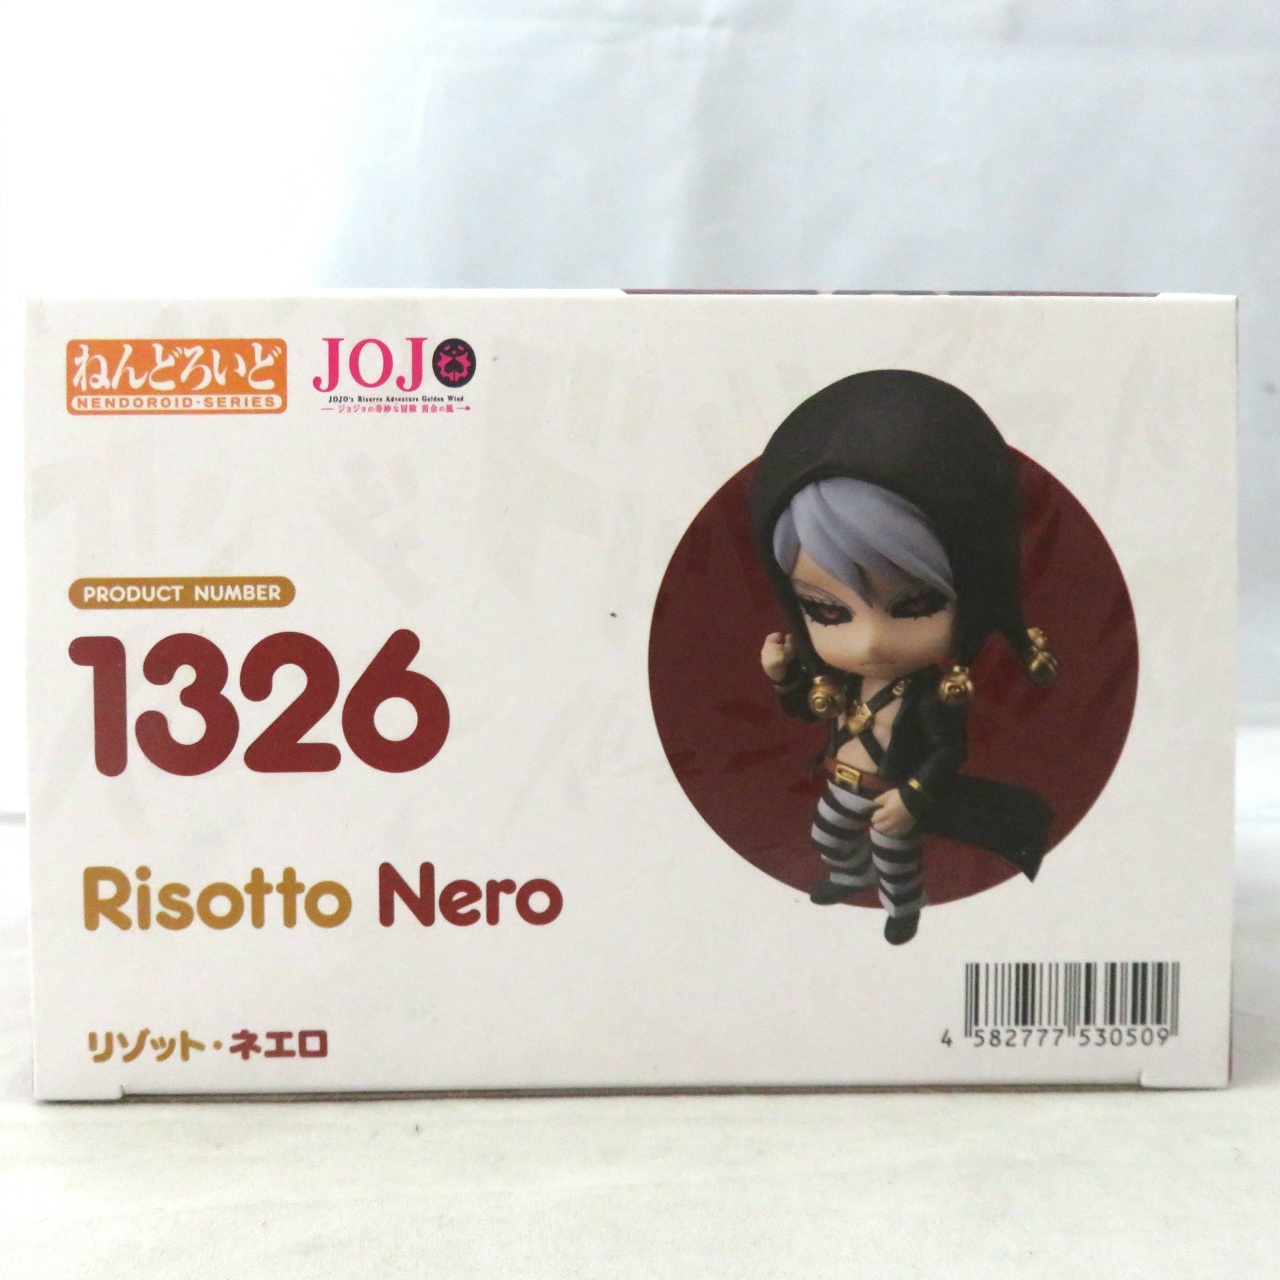 ねんどろいど
NENDOROID・SERIES
JOJO
JOJO's Bizarre Adventure Golden Wind
ジョジョの奇妙な冒険 黄金の風
PRODUCT NUMBER
1326
Risotto Nero
リゾット・ネエロ
4 582777 530509